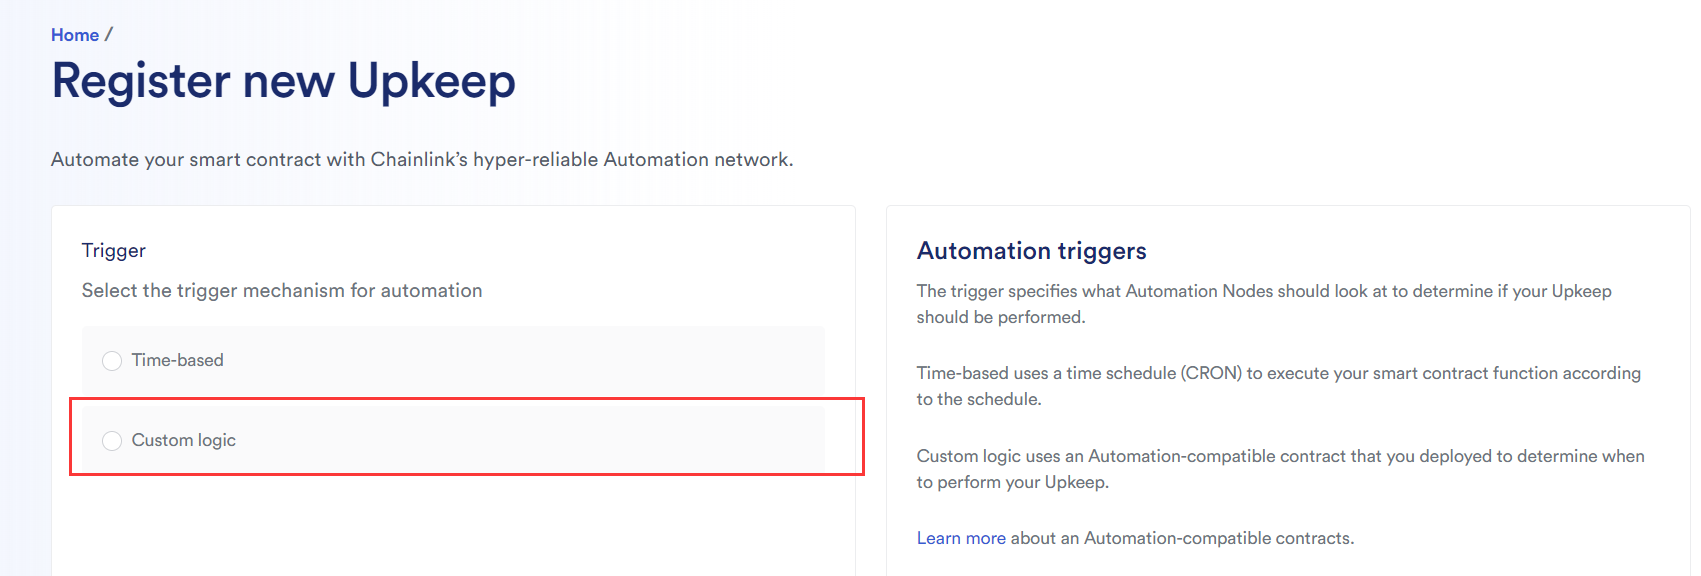 Home /
Register new Upkeep
Automate your smart contract with Chainlink’s hyper-reliable Automation network.
Trigger
Select the trigger mechanism for automation
Time-based
Custom logic
Automation triggers
The trigger specifies what Automation Nodes should look at to determine if your Upkeep
should be performed.
Time-based uses a time schedule (CRON) to execute your smart contract function according
to the schedule.
Custom logic uses an Automation-compatible contract that you deployed to determine when
to perform your Upkeep.
Learn more about an Automation-compatible contracts.